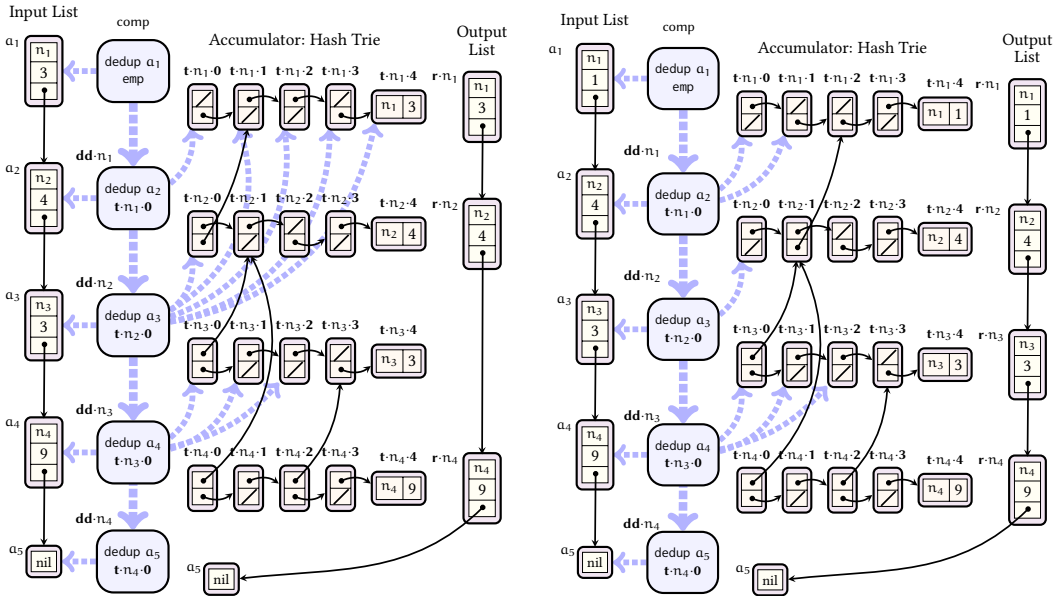 Input List
comp
Accumulator: Hash Trie
Output
List
a₁
n₁
3
dedup a₁
emp
t·n₁·0 t·n₁·1 t·n₁·2 t·n₁·3 t·n₁·4
n₁ 3
r·n₁
n₁
3
dd·n₁
a₂
n₂
4
dedup a₂
t·n₁·0
t·n₂·0 t·n₂·1 t·n₂·2 t·n₂·3 t·n₂·4
n₂ 4
r·n₂
n₂
4
dd·n₂
a₃
n₃
3
dedup a₃
t·n₂·0
t·n₃·0 t·n₃·1 t·n₃·2 t·n₃·3 t·n₃·4
n₃ 3
dd·n₃
a₄
n₄
9
dedup a₄
t·n₃·0
t·n₄·0 t·n₄·1 t·n₄·2 t·n₄·3 t·n₄·4
n₄ 9
r·n₄
n₄
9
dd·n₄
a₅
nil
dedup a₅
t·n₄·0
a₅
nil
Input List
comp
Accumulator: Hash Trie
Output
List
a₁
n₁
1
dedup a₁
emp
t·n₁·0 t·n₁·1 t·n₁·2 t·n₁·3 t·n₁·4
n₁ 1
r·n₁
n₁
1
dd·n₁
a₂
n₂
4
dedup a₂
t·n₁·0
t·n₂·0 t·n₂·1 t·n₂·2 t·n₂·3 t·n₂·4
n₂ 4
r·n₂
n₂
4
dd·n₂
a₃
n₃
3
dedup a₃
t·n₂·0
t·n₃·0 t·n₃·1 t·n₃·2 t·n₃·3 t·n₃·4
n₃ 3
r·n₃
n₃
3
dd·n₃
a₄
n₄
9
dedup a₄
t·n₃·0
t·n₄·0 t·n₄·1 t·n₄·2 t·n₄·3 t·n₄·4
n₄ 9
r·n₄
n₄
9
dd·n₄
a₅
nil
dedup a₅
t·n₄·0
a₅
nil